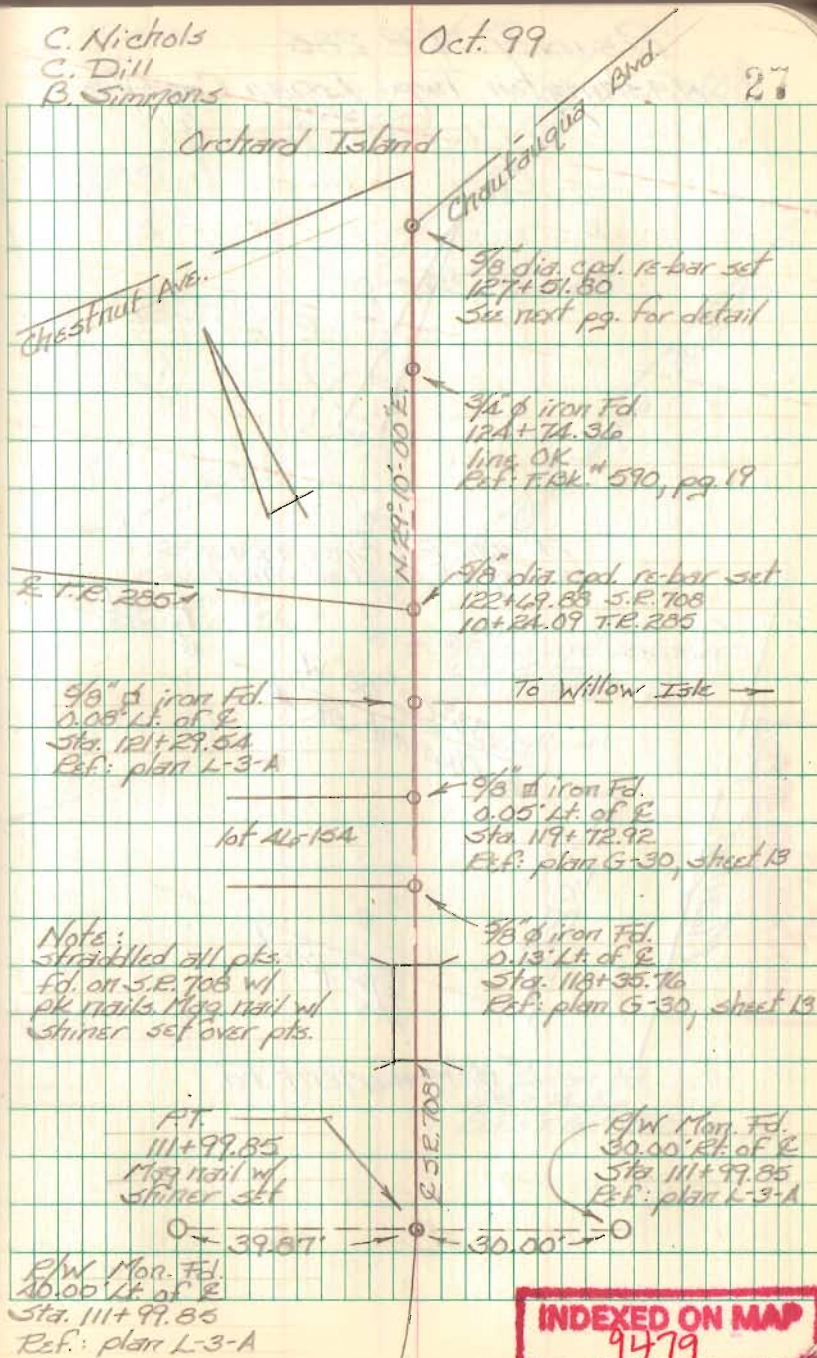 C. Nichols
C. Dill
B. Simmons
Oct. 99
27
Orchard Island
Chautauqua Blvd.
Chestnut Ave.
5/8" dia. cpd. re-bar set
127+51.80
See next pg. for detail
3/4" ϕ iron Fd.
124+74.36
line OK
Ref: F.Bk.# 590, pg. 19
N. 29°-10'-00" E.
℄ T.R. 285
5/8" dia. cpd. re-bar set
122+69.88 S.R. 708
10+24.09 T.R. 285
5/8" ϕ iron Fd.
0.08' Lt. of ℄
Sta. 121+29.54
Ref: plan L-3-A
To Willow Isle →
5/8" iron Fd.
0.05' Lt. of ℄
Sta. 119+72.92
Ref: plan G-30, sheet 13
lot 46-154
5/8" ϕ iron Fd.
0.13' Lt. of ℄
Sta. 118+35.76
Ref: plan G-30, sheet 13
Note:
straddled all pts.
fd. on S.R. 708 w/
pk nails. Mag nail w/
shiner set over pts.
℄ S.R. 708
P.T.
111+99.85
Mag nail w/
shiner set
R/W Mon. Fd.
30.00' Rt. of ℄
Sta. 111+99.85
Ref: plan L-3-A
39.87'
30.00'
R/W Mon. Fd.
40.00' Lt. of ℄
Sta. 111+99.85
Ref.: plan L-3-A
INDEXED ON MAP
9479